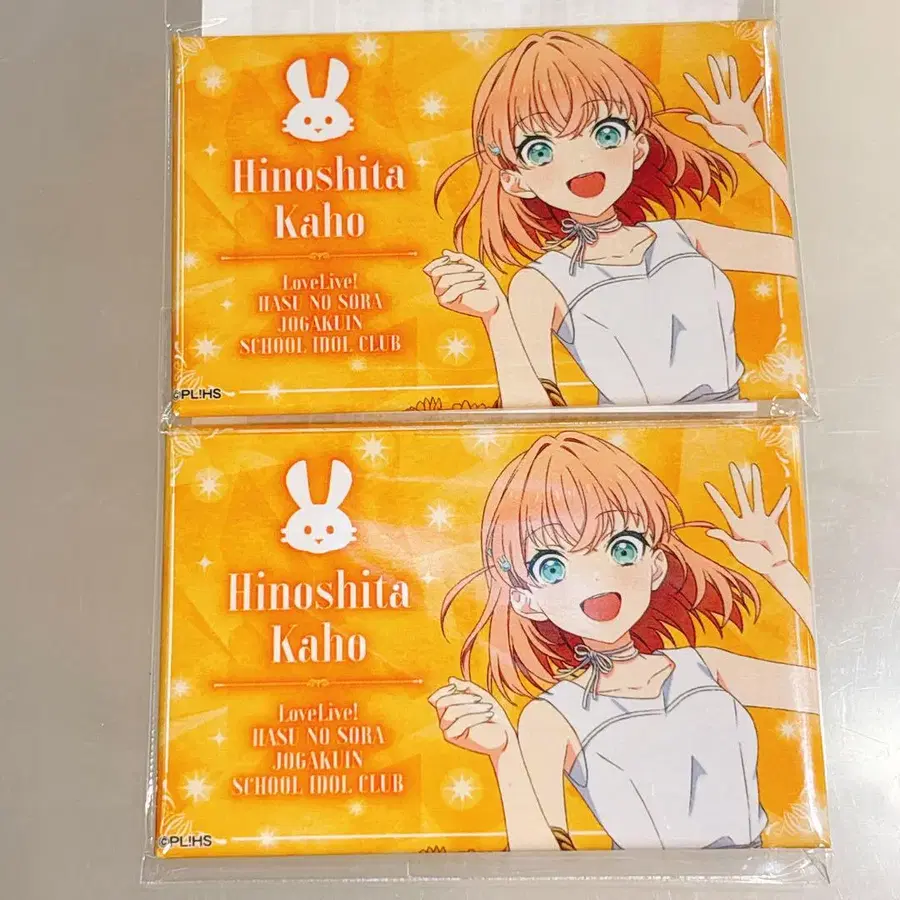 Hinoshita
Kaho
LoveLive!
HASU NO SORA
JOGAKUIN
SCHOOL IDOL CLUB
©PL!HS
Hinoshita
Kaho
LoveLive!
HASU NO SORA
JOGAKUIN
SCHOOL IDOL CLUB
©PL!HS